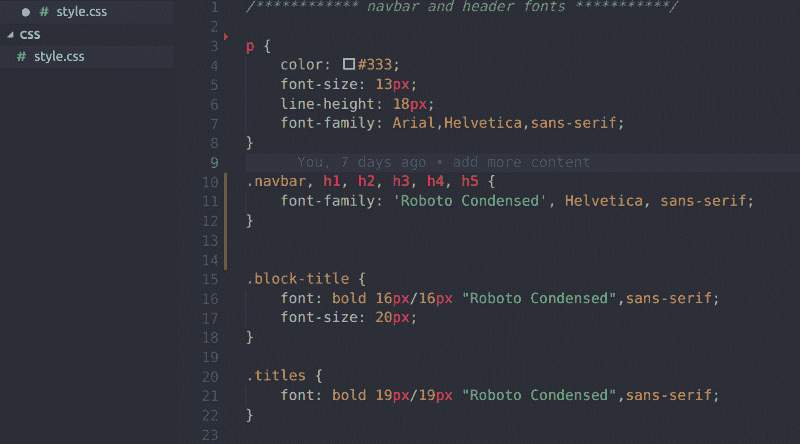 # style.css
css
# style.css
1 /************ navbar and header fonts ***********/
2
3 p {
4 color: #333;
5 font-size: 13px;
6 line-height: 18px;
7 font-family: Arial,Helvetica,sans-serif;
8 }
9 You, 7 days ago • add more content
10 .navbar, h1, h2, h3, h4, h5 {
11 font-family: 'Roboto Condensed', Helvetica, sans-serif;
12 }
13
14
15 .block-title {
16 font: bold 16px/16px "Roboto Condensed",sans-serif;
17 font-size: 20px;
18 }
19
20 .titles {
21 font: bold 19px/19px "Roboto Condensed",sans-serif;
22 }
23